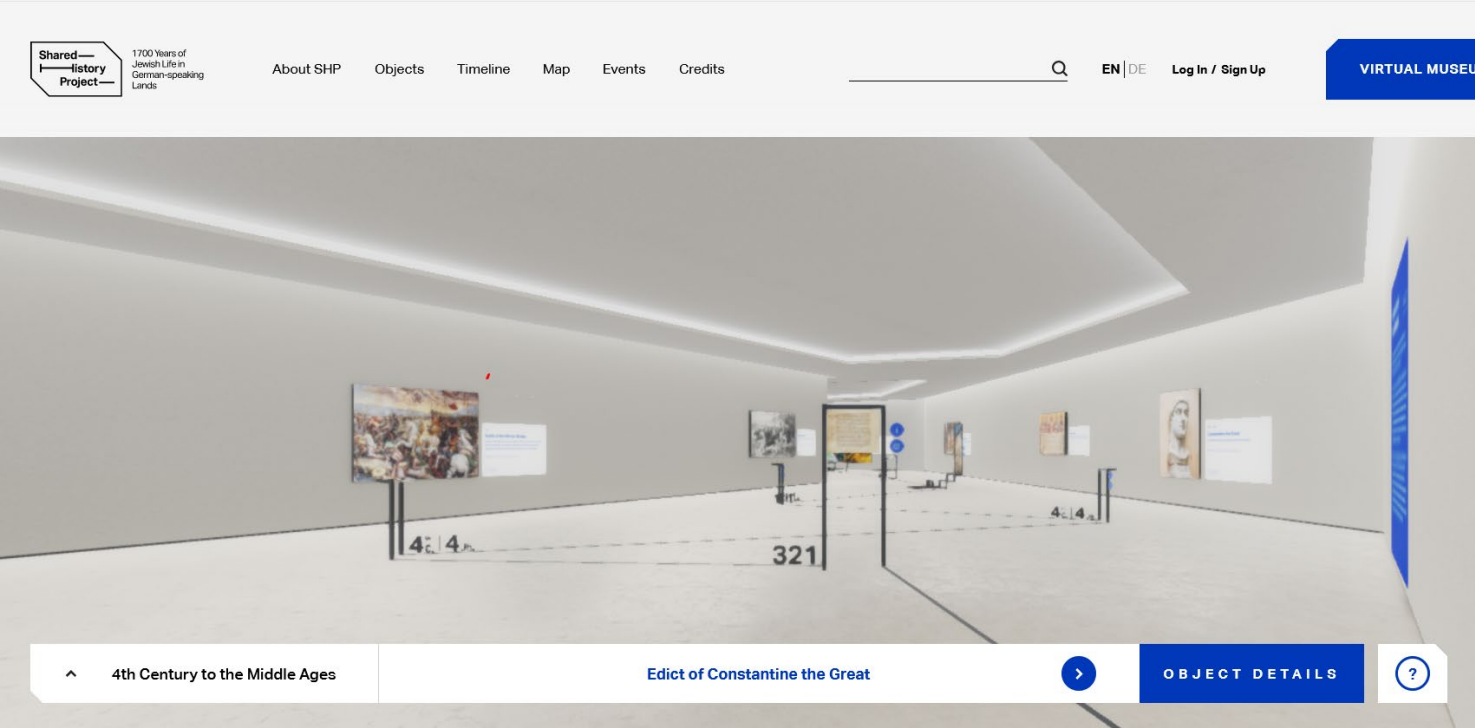 Shared
History
Project
1700 Years of
Jewish Life in
German-speaking
Lands
About SHP
Objects
Timeline
Map
Events
Credits
EN DE
Log In / Sign Up
VIRTUAL MUSEU
321
4th Century to the Middle Ages
Edict of Constantine the Great
OBJECT DETAILS
?